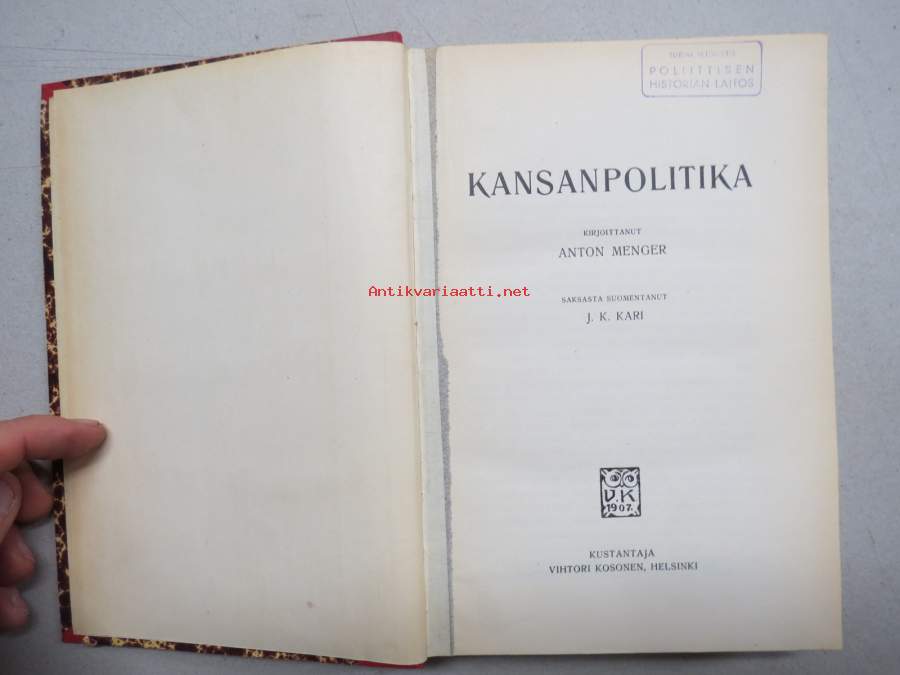 POLIITTISEN
HISTORIAN LAITOS
KANSANPOLITIKA
KIRJOITTANUT
ANTON MENGER
Antikvariaatti.net
SAKSASTA SUOMENTANUT
J. K. KARI
V.K
1907.
KUSTANTAJA
VIHTORI KOSONEN, HELSINKI